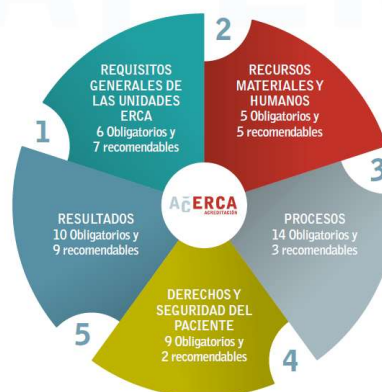 1
REQUISITOS
GENERALES DE
LAS UNIDADES
ERCA
6 Obligatorios y
7 recomendables
2
RECURSOS
MATERIALES Y
HUMANOS
5 Obligatorios y
5 recomendables
3
PROCESOS
14 Obligatorios y
3 recomendables
4
DERECHOS Y
SEGURIDAD DEL
PACIENTE
9 Obligatorios y
2 recomendables
5
RESULTADOS
10 Obligatorios y
9 recomendables
ACERCA
ACREDITACIÓN